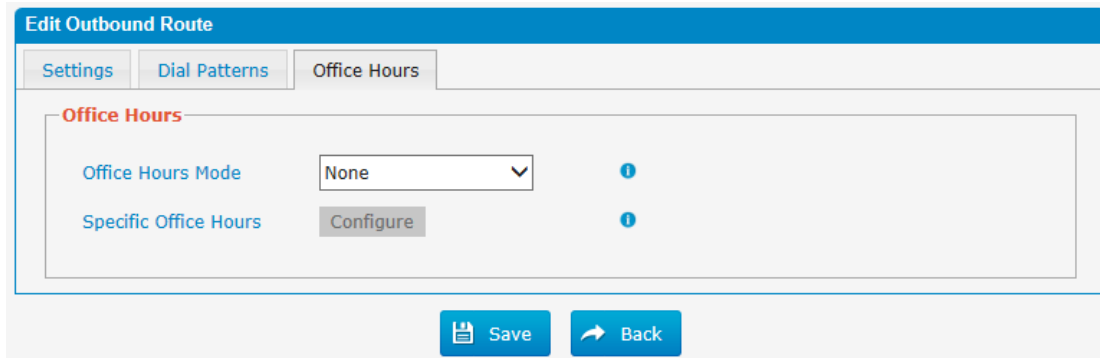 Edit Outbound Route
Settings Dial Patterns Office Hours
Office Hours
Office Hours Mode None
Specific Office Hours Configure
Save Back